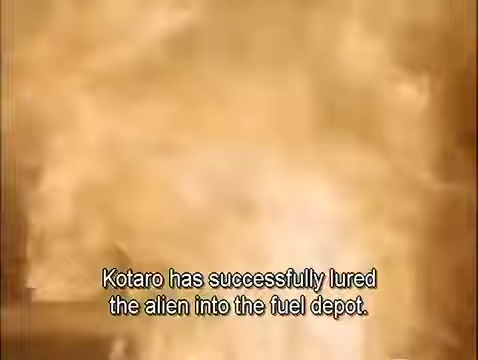 Kotaro has successfully lured
the alien into the fuel depot.